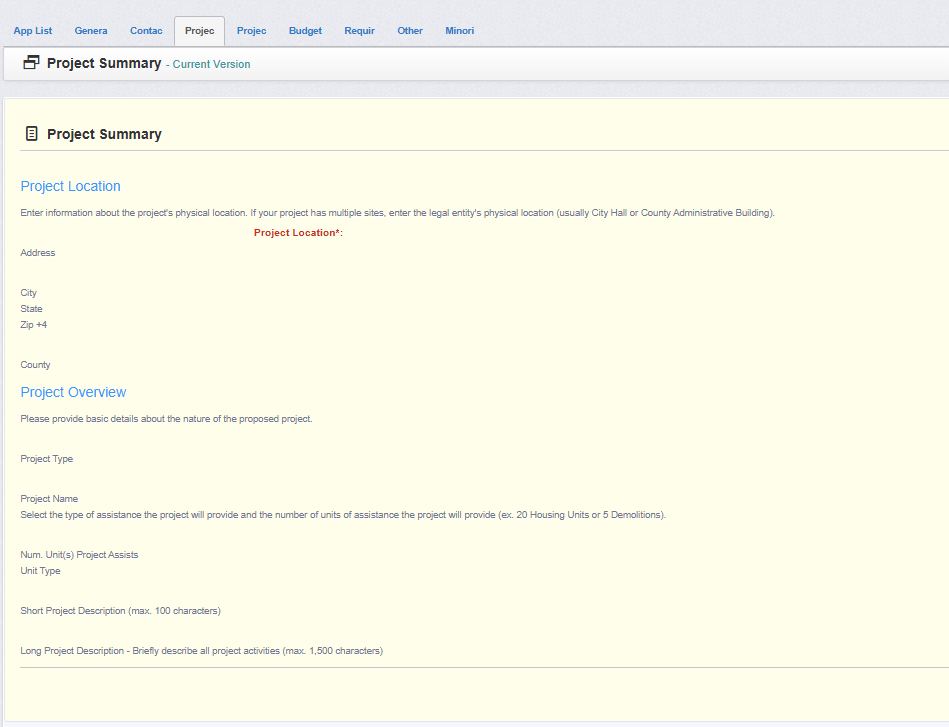 App List Genera Contac Projec Projec Budget Requir Other Minori
Project Summary - Current Version
Project Summary
Project Location
Enter information about the project's physical location. If your project has multiple sites, enter the legal entity's physical location (usually City Hall or County Administrative Building).
Project Location*:
Address
City
State
Zip +4
County
Project Overview
Please provide basic details about the nature of the proposed project.
Project Type
Project Name
Select the type of assistance the project will provide and the number of units of assistance the project will provide (ex. 20 Housing Units or 5 Demolitions).
Num. Unit(s) Project Assists
Unit Type
Short Project Description (max. 100 characters)
Long Project Description - Briefly describe all project activities (max. 1,500 characters)